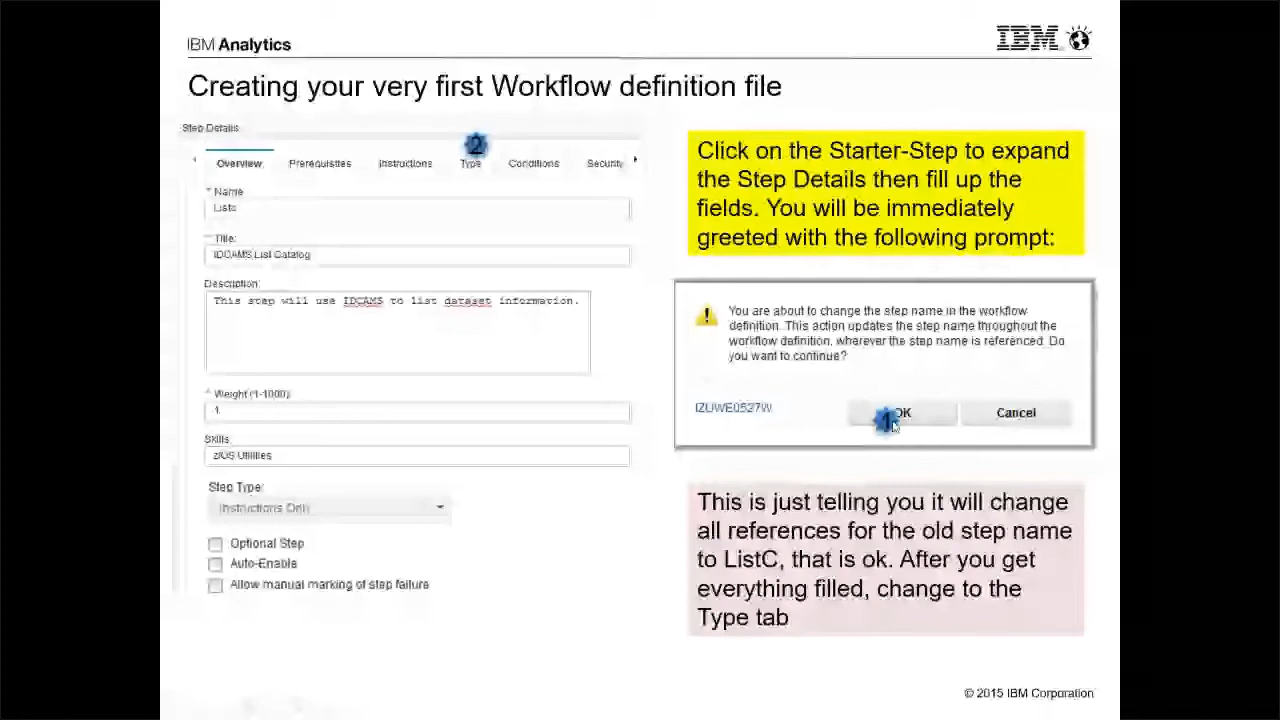 IBM Analytics
IBM
Creating your very first Workflow definition file
Step Details
2
Overview Prerequisites Instructions Type Conditions Security
* Name
Listc
* Title:
IDCAMS List Catalog
Description:
This step will use IDCAMS to list dataset information.
* Weight (1-1000)
1
Skills:
z/OS Utilities
Step Type:
Instructions Only
Optional Step
Auto-Enable
Allow manual marking of step failure
Click on the Starter-Step to expand
the Step Details then fill up the
fields. You will be immediately
greeted with the following prompt:
You are about to change the step name in the workflow
definition. This action updates the step name throughout the
workflow definition, wherever the step name is referenced. Do
you want to continue?
IZUWE0527W
1
OK Cancel
This is just telling you it will change
all references for the old step name
to ListC, that is ok. After you get
everything filled, change to the
Type tab
© 2015 IBM Corporation